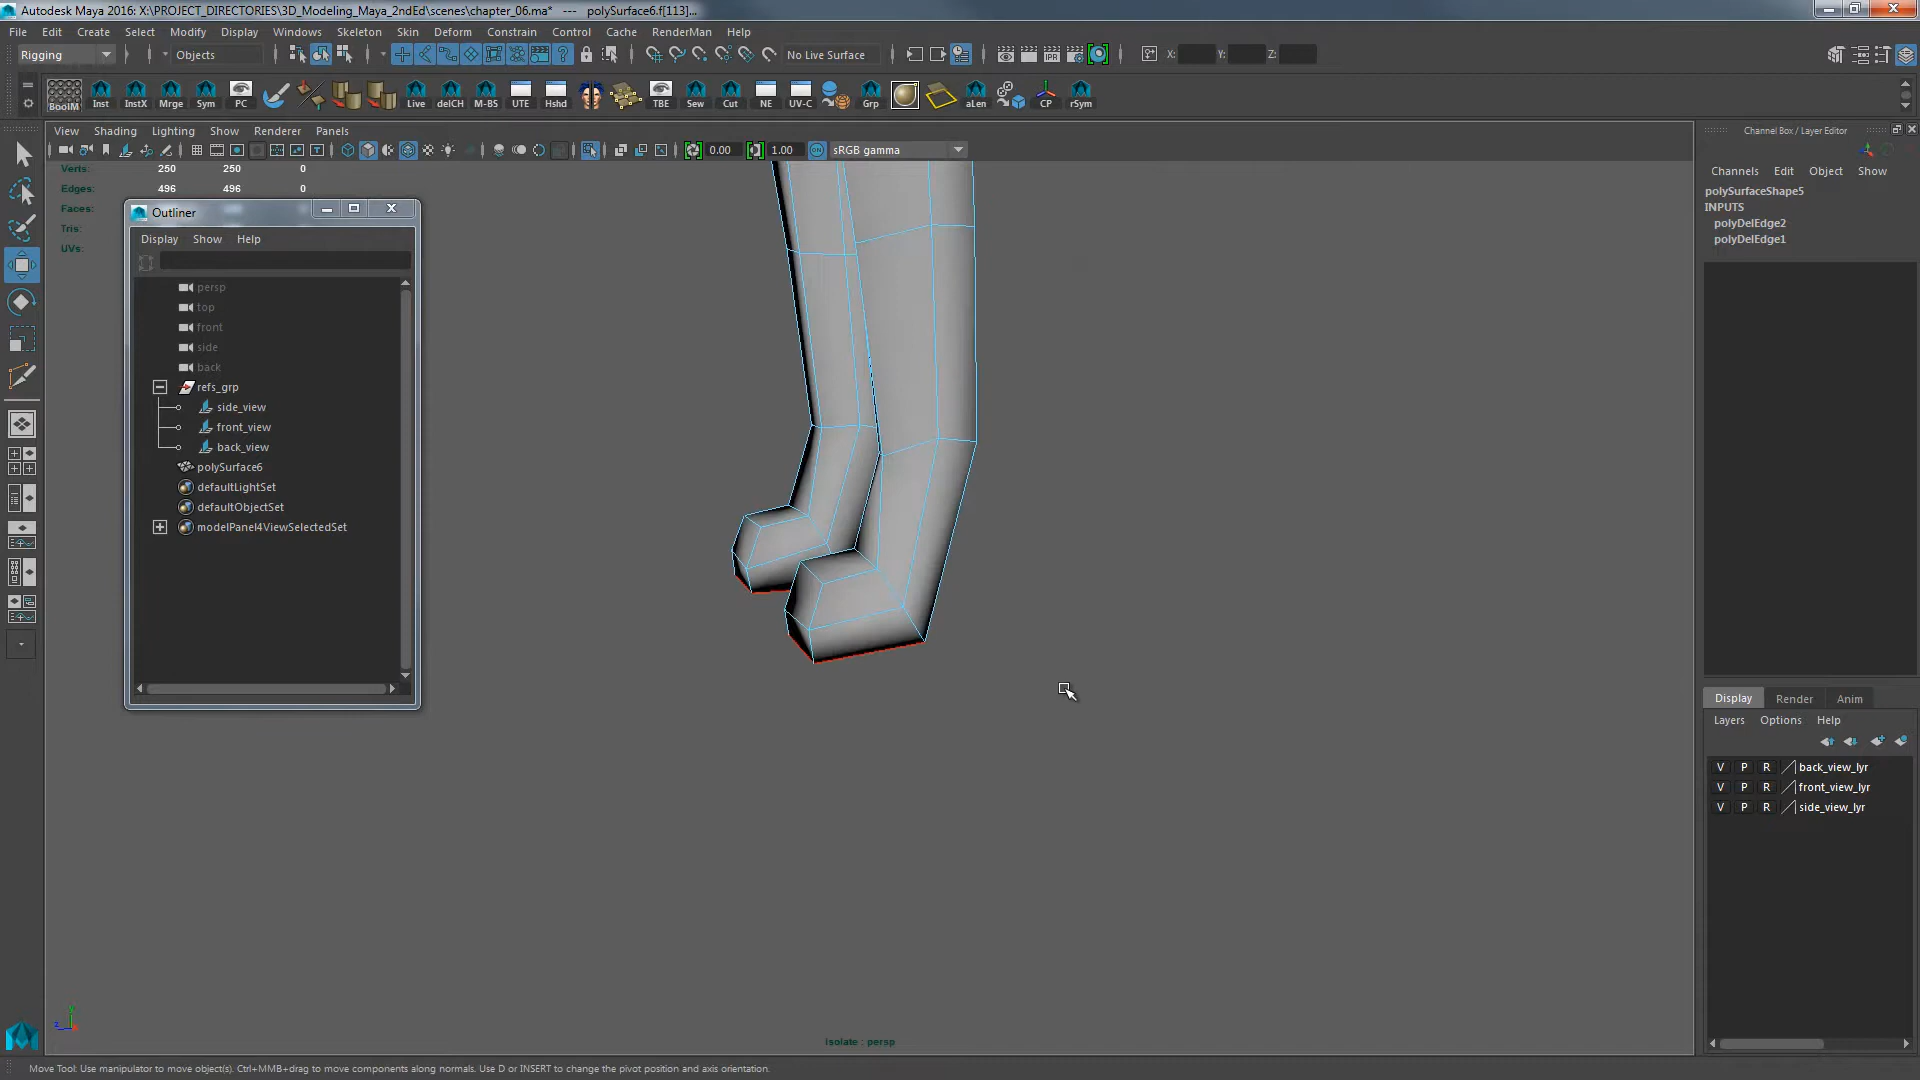 Autodesk Maya 2016: X:\PROJECT_DIRECTORIES\3D_Modeling_Maya_2ndEd\scenes\chapter_06.ma*   ---   polySurface6.f[113]...
File Edit Create Select Modify Display Windows Skeleton Skin Deform Constrain Control Cache RenderMan Help
Rigging Objects No Live Surface X: Y: Z:
BoolM Inst InstX Mrge Sym PC Live delCH M-BS UTE Hshd TBE Sew Cut NE UV-C Grp aLen CP rSym
View Shading Lighting Show Renderer Panels
0.00 1.00 sRGB gamma
Verts: 250 250 0
Edges: 496 496 0
Faces:
Tris:
UVs:
Outliner
Display Show Help
persp
top
front
side
back
refs_grp
side_view
front_view
back_view
polySurface6
defaultLightSet
defaultObjectSet
modelPanel4ViewSelectedSet
Isolate : persp
Channel Box / Layer Editor
Channels Edit Object Show
polySurfaceShape5
INPUTS
polyDelEdge2
polyDelEdge1
Display Render Anim
Layers Options Help
V P R back_view_lyr
V P R front_view_lyr
V P R side_view_lyr
Move Tool: Use manipulator to move object(s). Ctrl+MMB+drag to move components along normals. Use D or INSERT to change the pivot position and axis orientation.